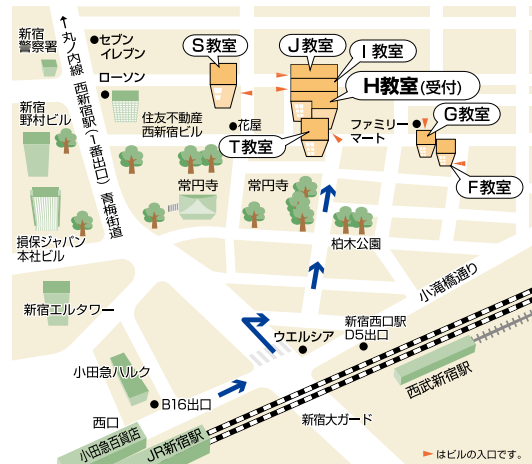 ←丸ノ内線 西新宿駅(1番出口) 青梅街道
新宿
警察署
セブン
イレブン
ローソン
S教室
J教室
I教室
H教室(受付)
新宿
野村ビル
住友不動産
西新宿ビル
花屋
T教室
ファミリー
マート
G教室
F教室
常円寺
常円寺
損保ジャパン
本社ビル
柏木公園
新宿エルタワー
小滝橋通り
ウエルシア
新宿西口駅
D5出口
小田急ハルク
西武新宿駅
B16出口
西口
新宿大ガード
小田急百貨店
JR新宿駅
はビルの入口です。